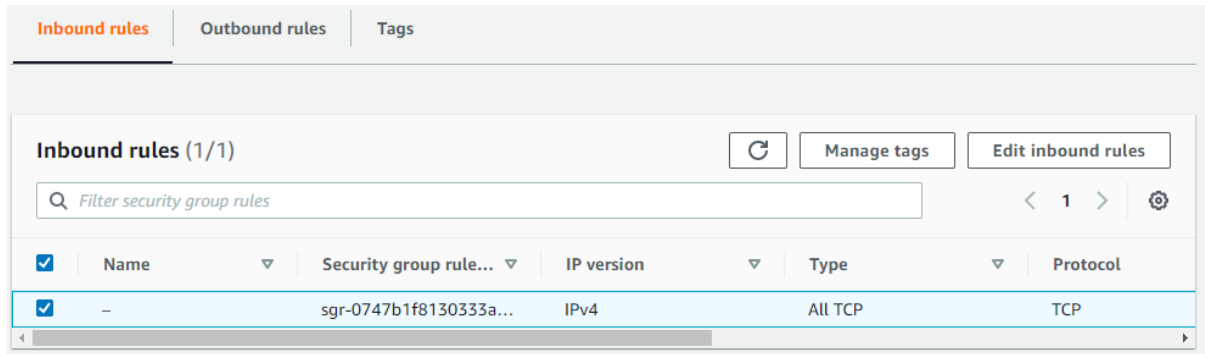 Inbound rules Outbound rules Tags
Inbound rules (1/1) Manage tags Edit inbound rules
Filter security group rules 1
Name Security group rule... IP version Type Protocol
– sgr-0747b1f8130333a... IPv4 All TCP TCP